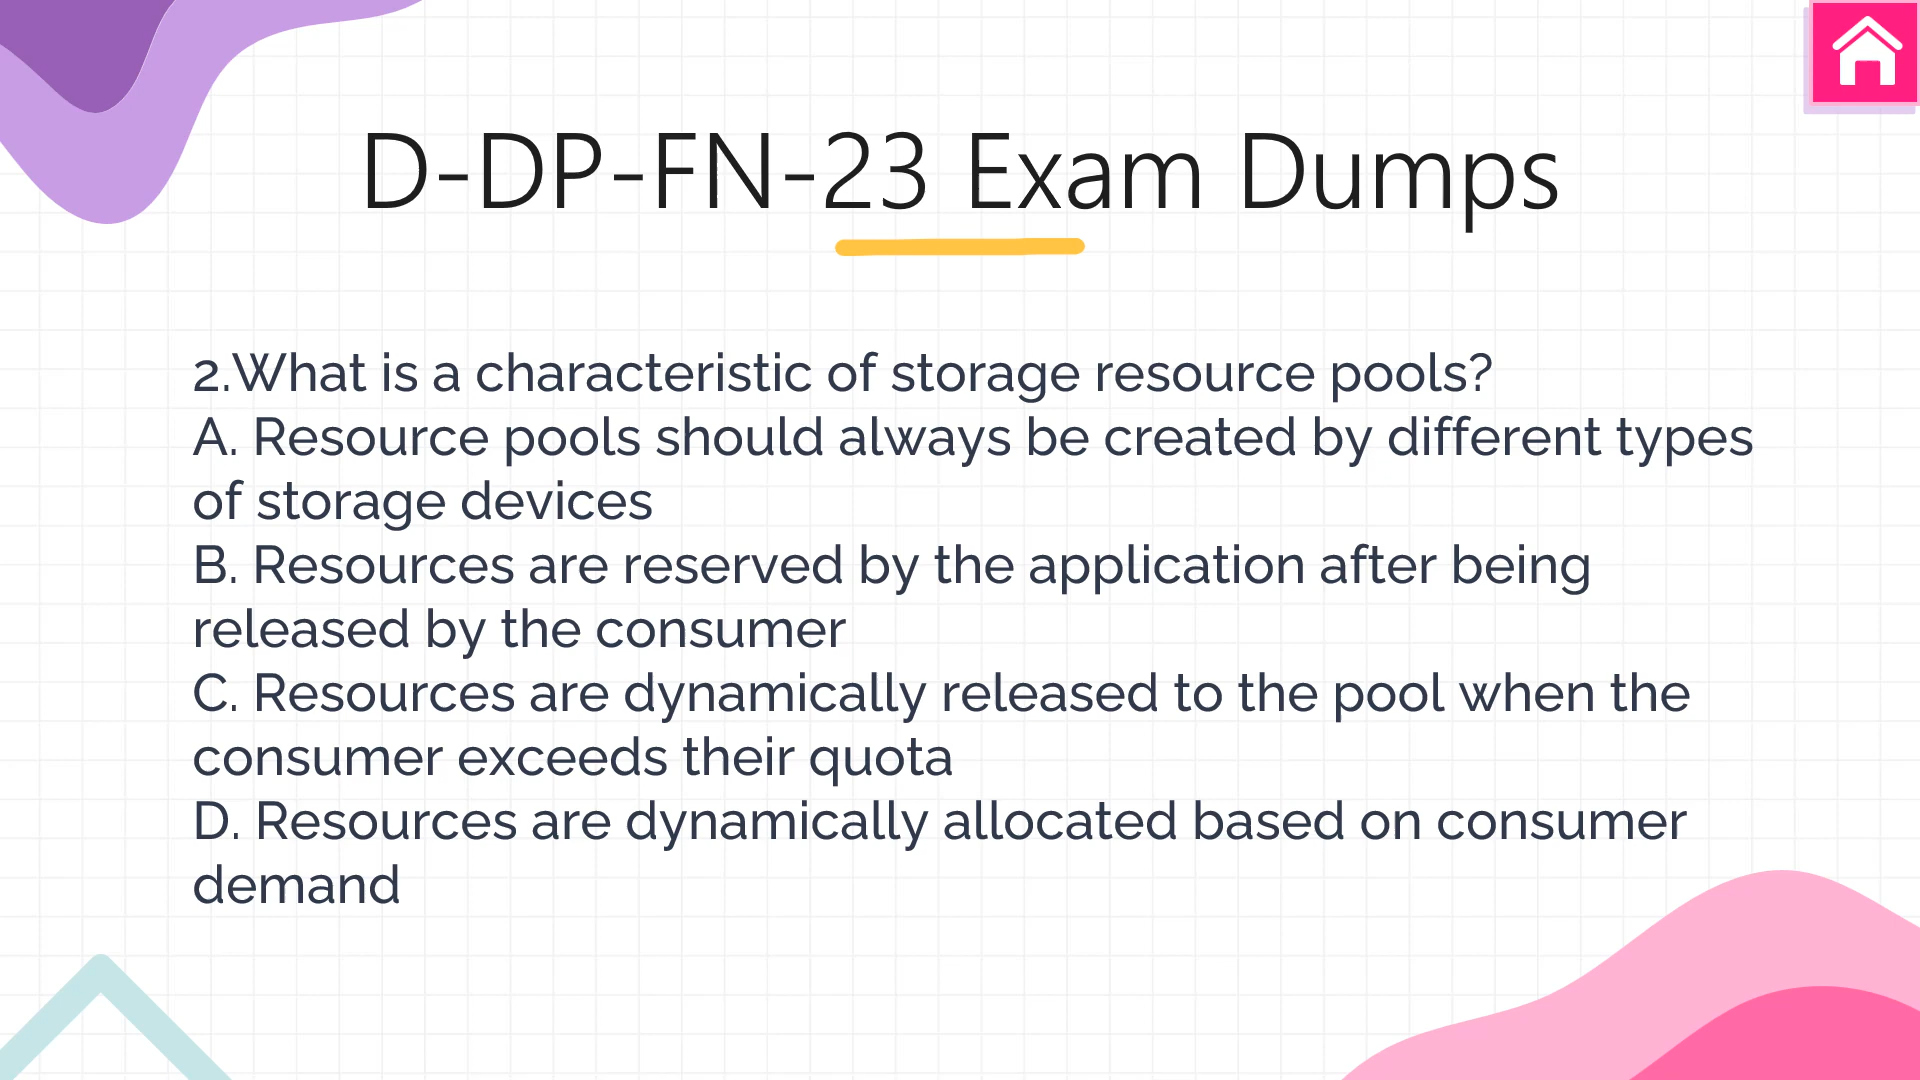 D-DP-FN-23 Exam Dumps
2.What is a characteristic of storage resource pools?
A. Resource pools should always be created by different types
of storage devices
B. Resources are reserved by the application after being
released by the consumer
C. Resources are dynamically released to the pool when the
consumer exceeds their quota
D. Resources are dynamically allocated based on consumer
demand